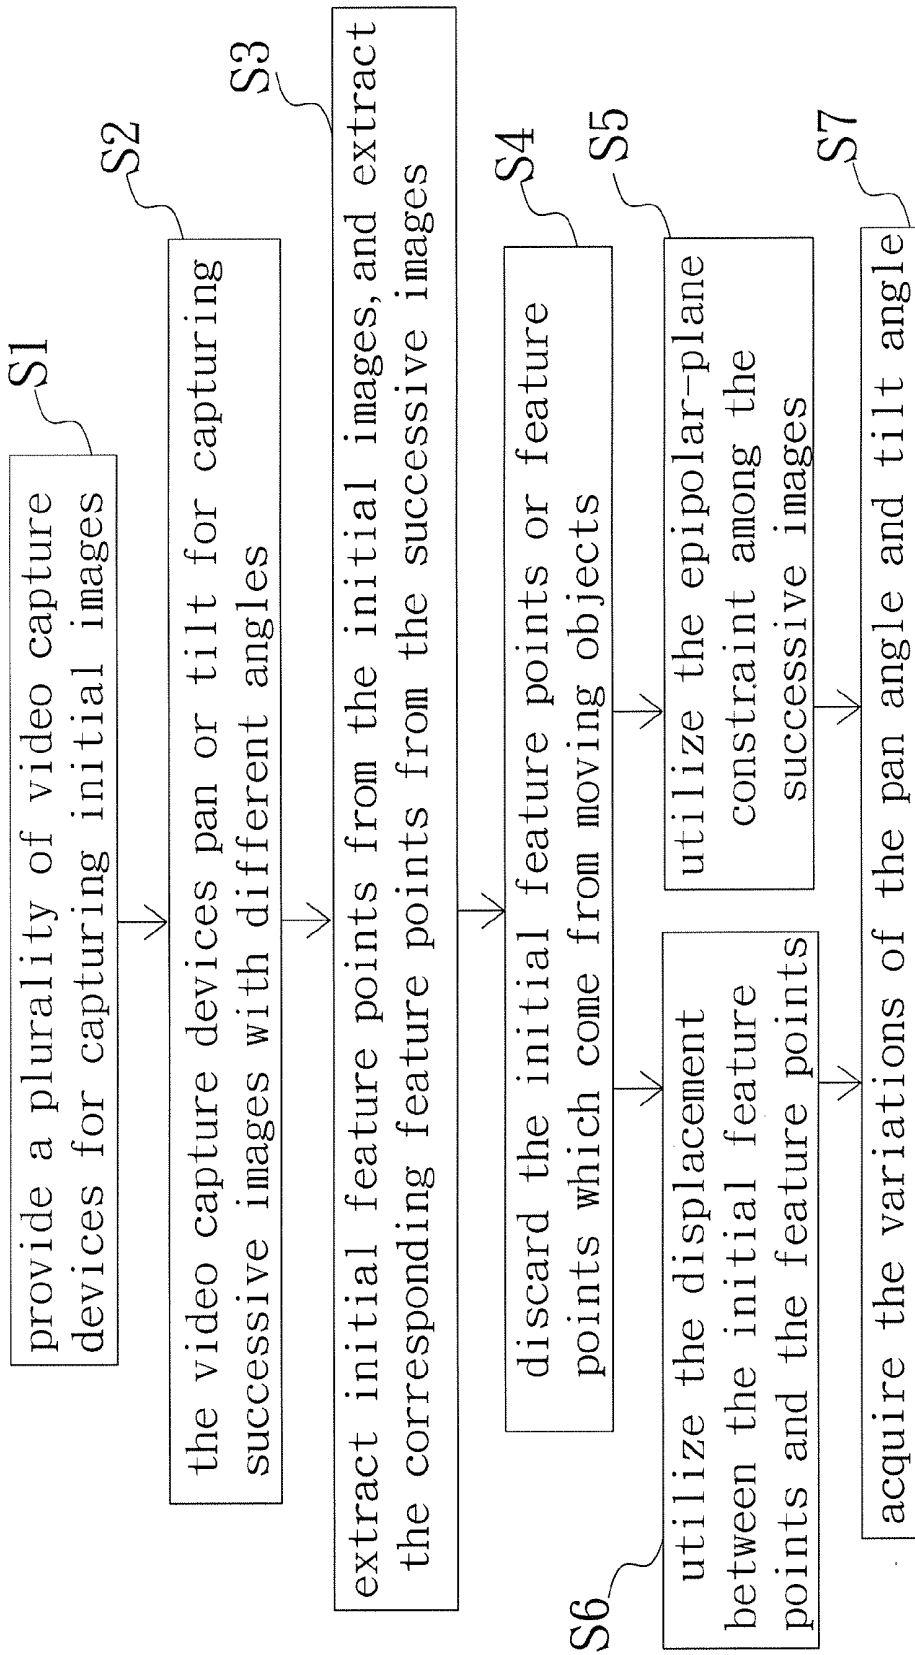 S1
provide a plurality of video capture
devices for capturing initial images
S2
the video capture devices pan or tilt for capturing
successive images with different angles
S3
extract initial feature points from the initial images, and extract
the corresponding feature points from the successive images
S4
discard the initial feature points or feature
points which come from moving objects
S6
utilize the displacement
between the initial feature
points and the feature points
S5
utilize the epipolar-plane
constraint among the
successive images
S7
acquire the variations of the pan angle and tilt angle